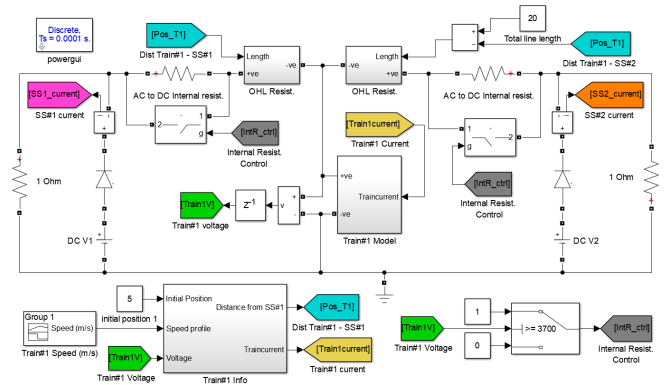 Discrete,
Ts = 0.0001 s.
powergui
[Pos_T1]
Dist Train#1 - SS#1
Length
-ve
+ve
OHL Resist.
Length
-ve
+ve
OHL Resist.
+
−
20
Total line length
[Pos_T1]
Dist Train#1 - SS#2
[SS1_current]
SS#1 current
AC to DC Internal resist.
2
1
g
[IntR_ctrl]
Internal Resist.
Control
[Train1current]
Train#1 Current
AC to DC Internal resist.
1
2
g
[IntR_ctrl]
Internal Resist.
Control
[SS2_current]
SS#2 current
1 Ohm
DC V1
[Train1V]
Train#1 voltage
Z-1
v
+
-
+ve
Traincurrent
-ve
Train#1 Model
DC V2
1 Ohm
Group 1
Speed (m/s)
Train#1 Speed (m/s)
5
initial position 1
[Train1V]
Train#1 Voltage
Initial Position
Distance from SS#1
Speed profile
Voltage
Traincurrent
Train#1 Info
[Pos_T1]
Dist Train#1 - SS#1
[Train1current]
Train#1 current
1
[Train1V]
Train#1 Voltage
0
>= 3700
[IntR_ctrl]
Internal Resist.
Control